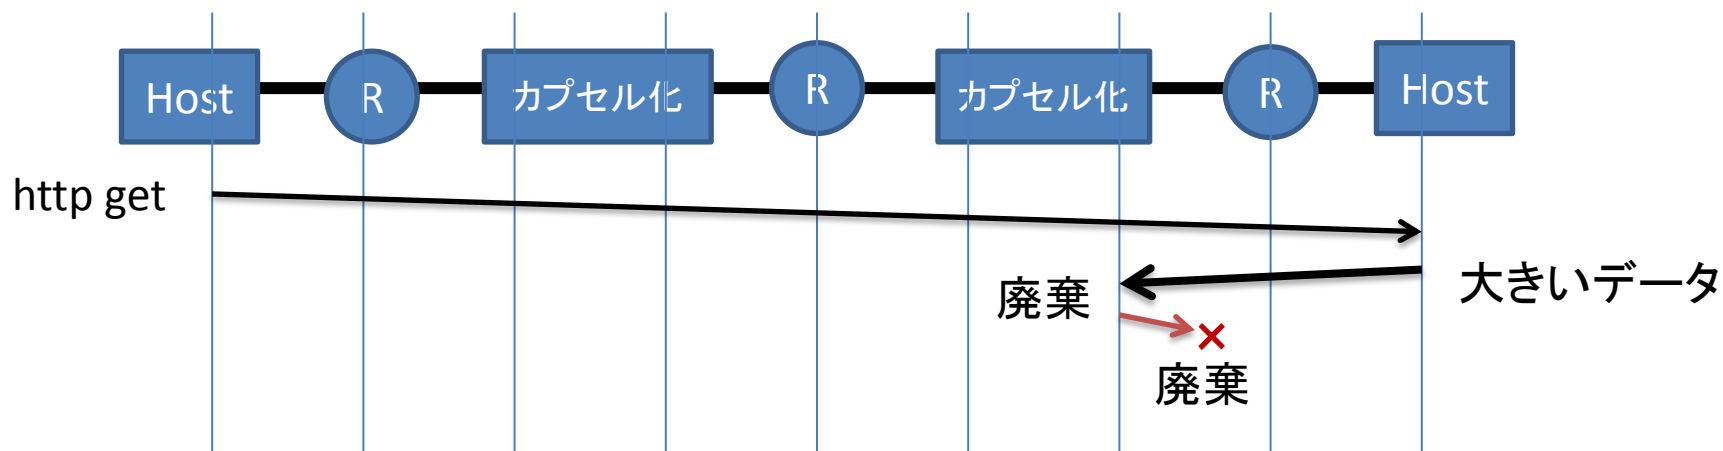 Host
R
カプセル化
R
カプセル化
R
Host
http get
大きいデータ
廃棄
×
廃棄